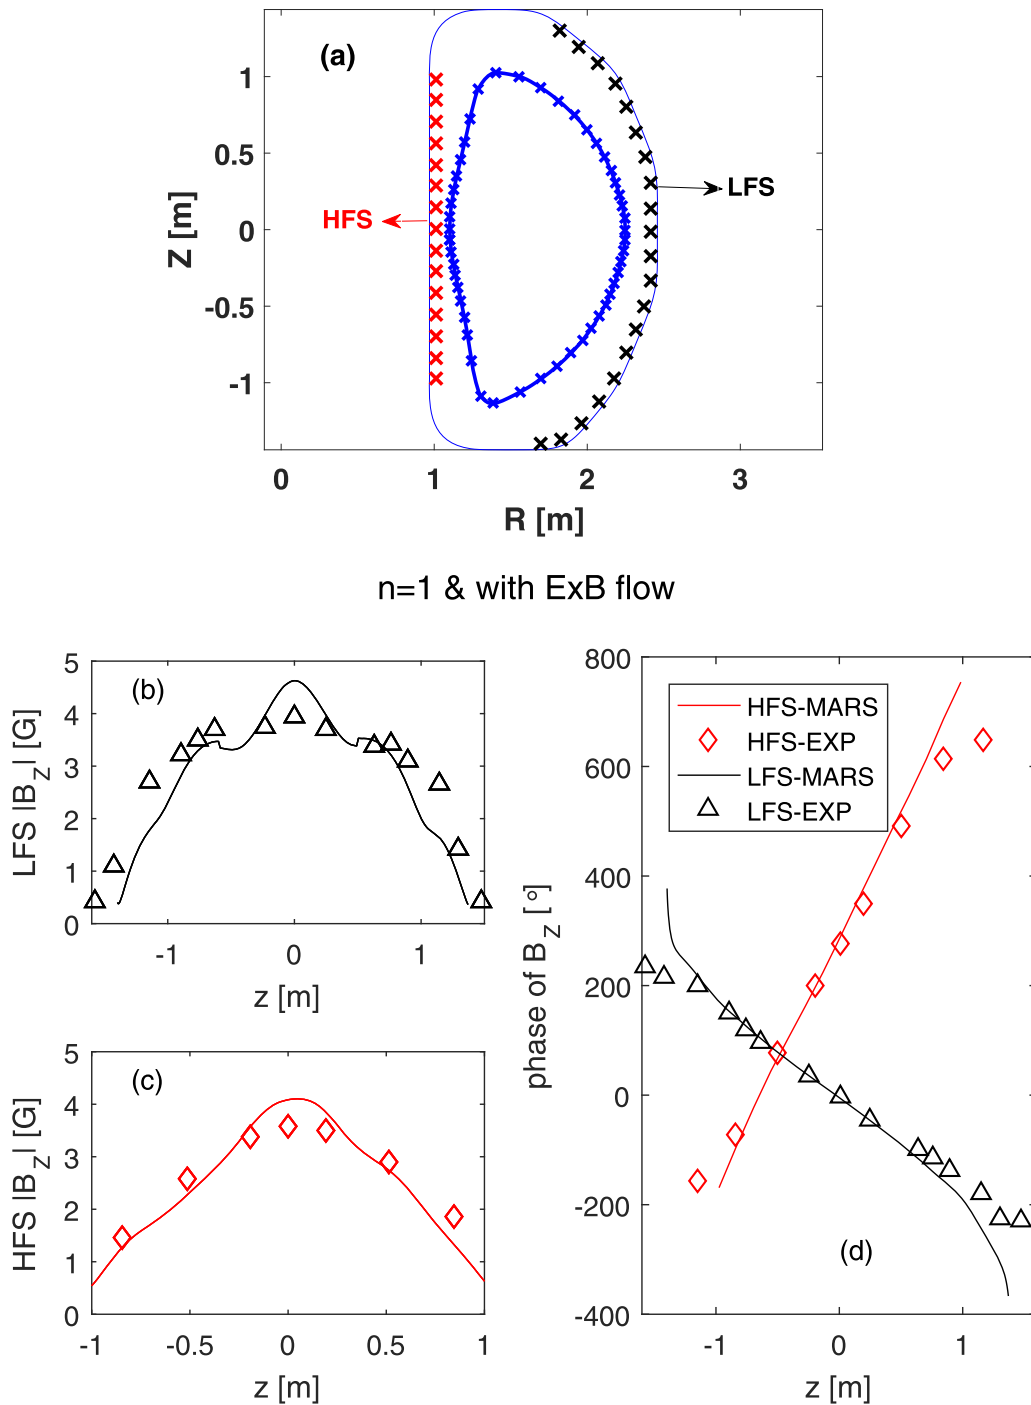 (a)
1
0.5
0
-0.5
-1
Z [m]
HFS
LFS
0 1 2 3
R [m]
n=1 & with ExB flow
(b)
5
4
3
2
1
0
LFS |B_Z| [G]
-1 0 1
z [m]
(c)
5
4
3
2
1
0
HFS |B_Z| [G]
-1 -0.5 0 0.5 1
z [m]
800
600
400
200
0
-200
-400
phase of B_Z [°]
HFS-MARS
HFS-EXP
LFS-MARS
LFS-EXP
(d)
-1 0 1
z [m]